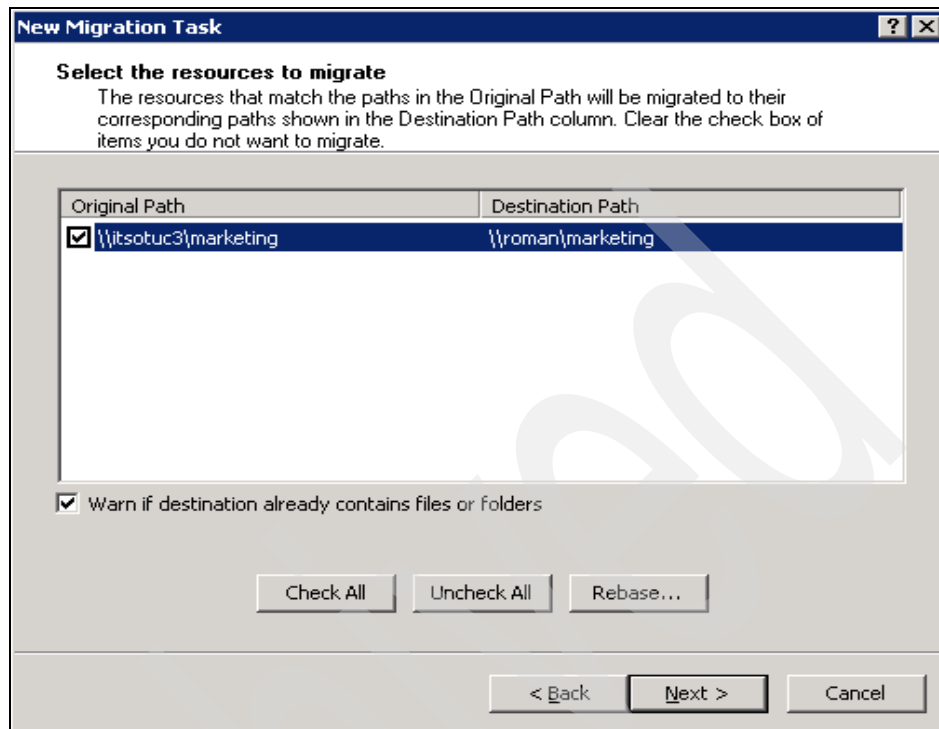 New Migration Task
Select the resources to migrate
The resources that match the paths in the Original Path will be migrated to their
corresponding paths shown in the Destination Path column. Clear the check box of
items you do not want to migrate.
Original Path Destination Path
\\itsotuc3\marketing \\roman\marketing
Warn if destination already contains files or folders
Check All Uncheck All Rebase...
< Back Next > Cancel